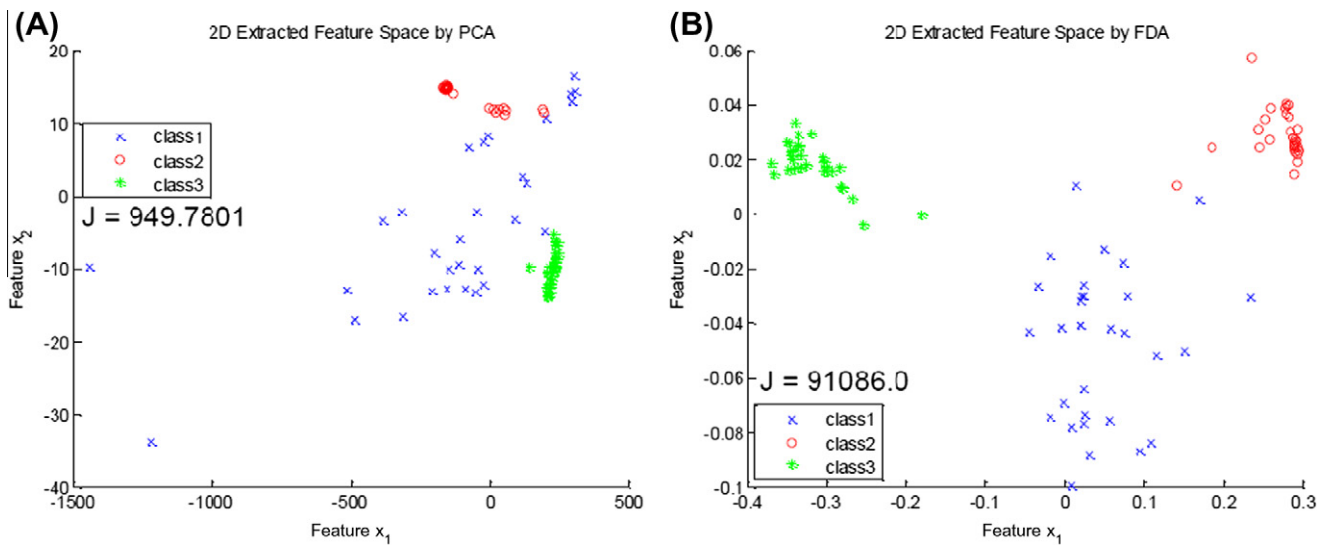 (A)
2D Extracted Feature Space by PCA
20
10
0
-10
-20
-30
-40
-1500
-1000
-500
0
500
Feature x2
Feature x1
class1
class2
class3
J = 949.7801
(B)
2D Extracted Feature Space by FDA
0.06
0.04
0.02
0
-0.02
-0.04
-0.06
-0.08
-0.1
-0.4
-0.3
-0.2
-0.1
0
0.1
0.2
0.3
Feature x2
Feature x1
J = 91086.0
class1
class2
class3